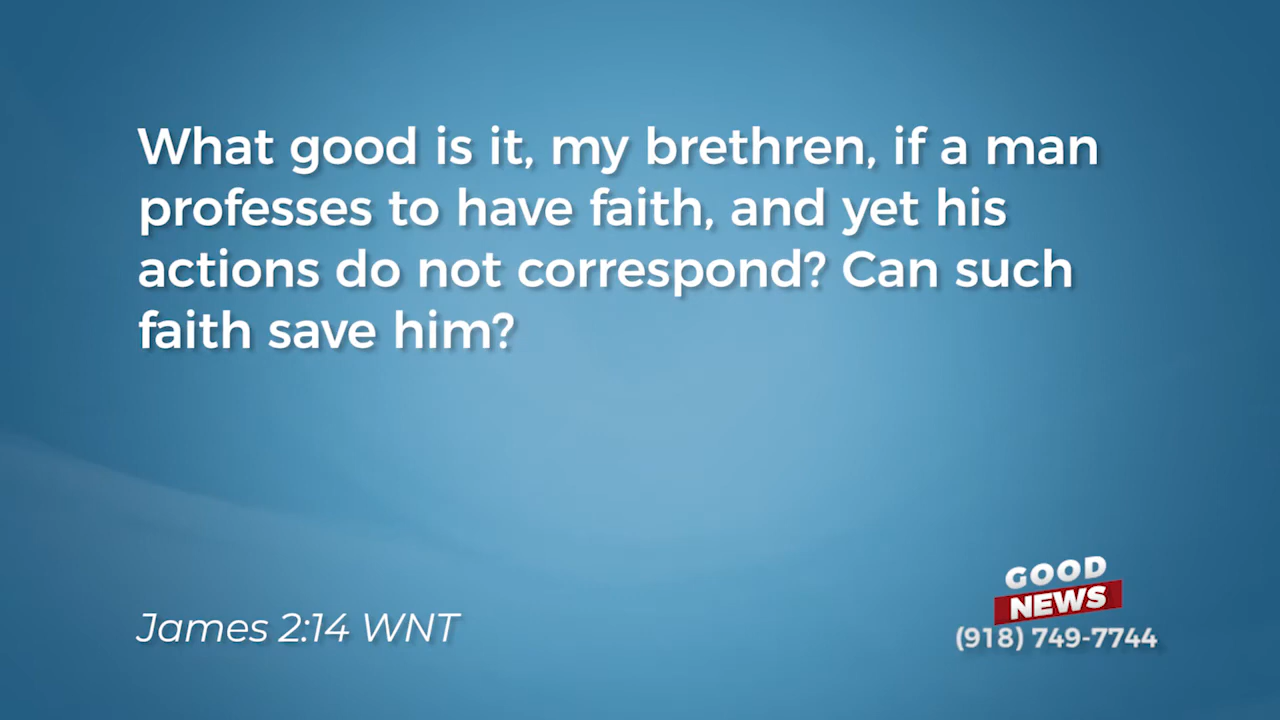 What good is it, my brethren, if a man
professes to have faith, and yet his
actions do not correspond? Can such
faith save him?
James 2:14 WNT
GOOD
NEWS
(918) 749-7744